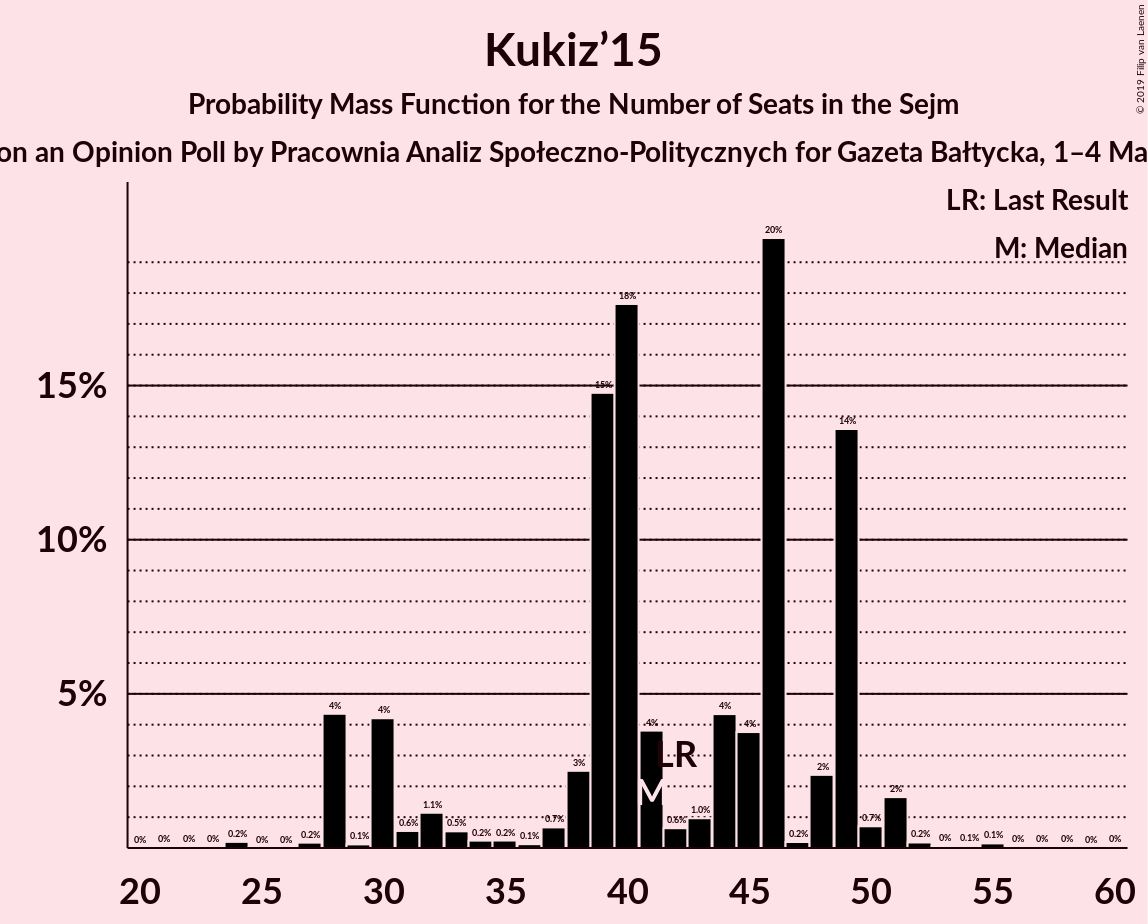 Kukiz’15
Probability Mass Function for the Number of Seats in the Sejm
on an Opinion Poll by Pracownia Analiz Społeczno-Politycznych for Gazeta Bałtycka, 1–4 Ma
© 2019 Filip van Laenen
LR: Last Result
M: Median
15%
10%
5%
0% 0% 0% 0% 0.2% 0% 0% 0.2% 4% 0.1% 4% 0.6% 1.1% 0.5% 0.2% 0.2% 0.1% 0.7% 3% 15% 18% 4% 0.6% 1.0% 4% 4% 20% 0.2% 2% 14% 0.7% 2% 0.2% 0% 0.1% 0.1% 0% 0% 0% 0% 0%
LR
M
20 25 30 35 40 45 50 55 60